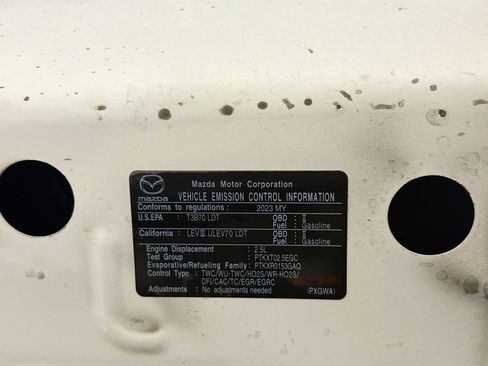 Mazda Motor Corporation
mazda VEHICLE EMISSION CONTROL INFORMATION
Conforms to regulations : 2023 MY
U.S.EPA : T3B70 LDT OBD : II
Fuel : Gasoline
California : LEVIII ULEV70 LDT OBD : II
Fuel : Gasoline
Engine Displacement : 2.5L
Test Group : PTKXT02.5EGC
Evaporative/Refueling Family : PTKXR0153GAQ
Control Type : TWC/WU-TWC/HO2S/WR-HO2S/
DFI/CAC/TC/EGR/EGRC
Adjustments : No adjustments needed (PXGWA)